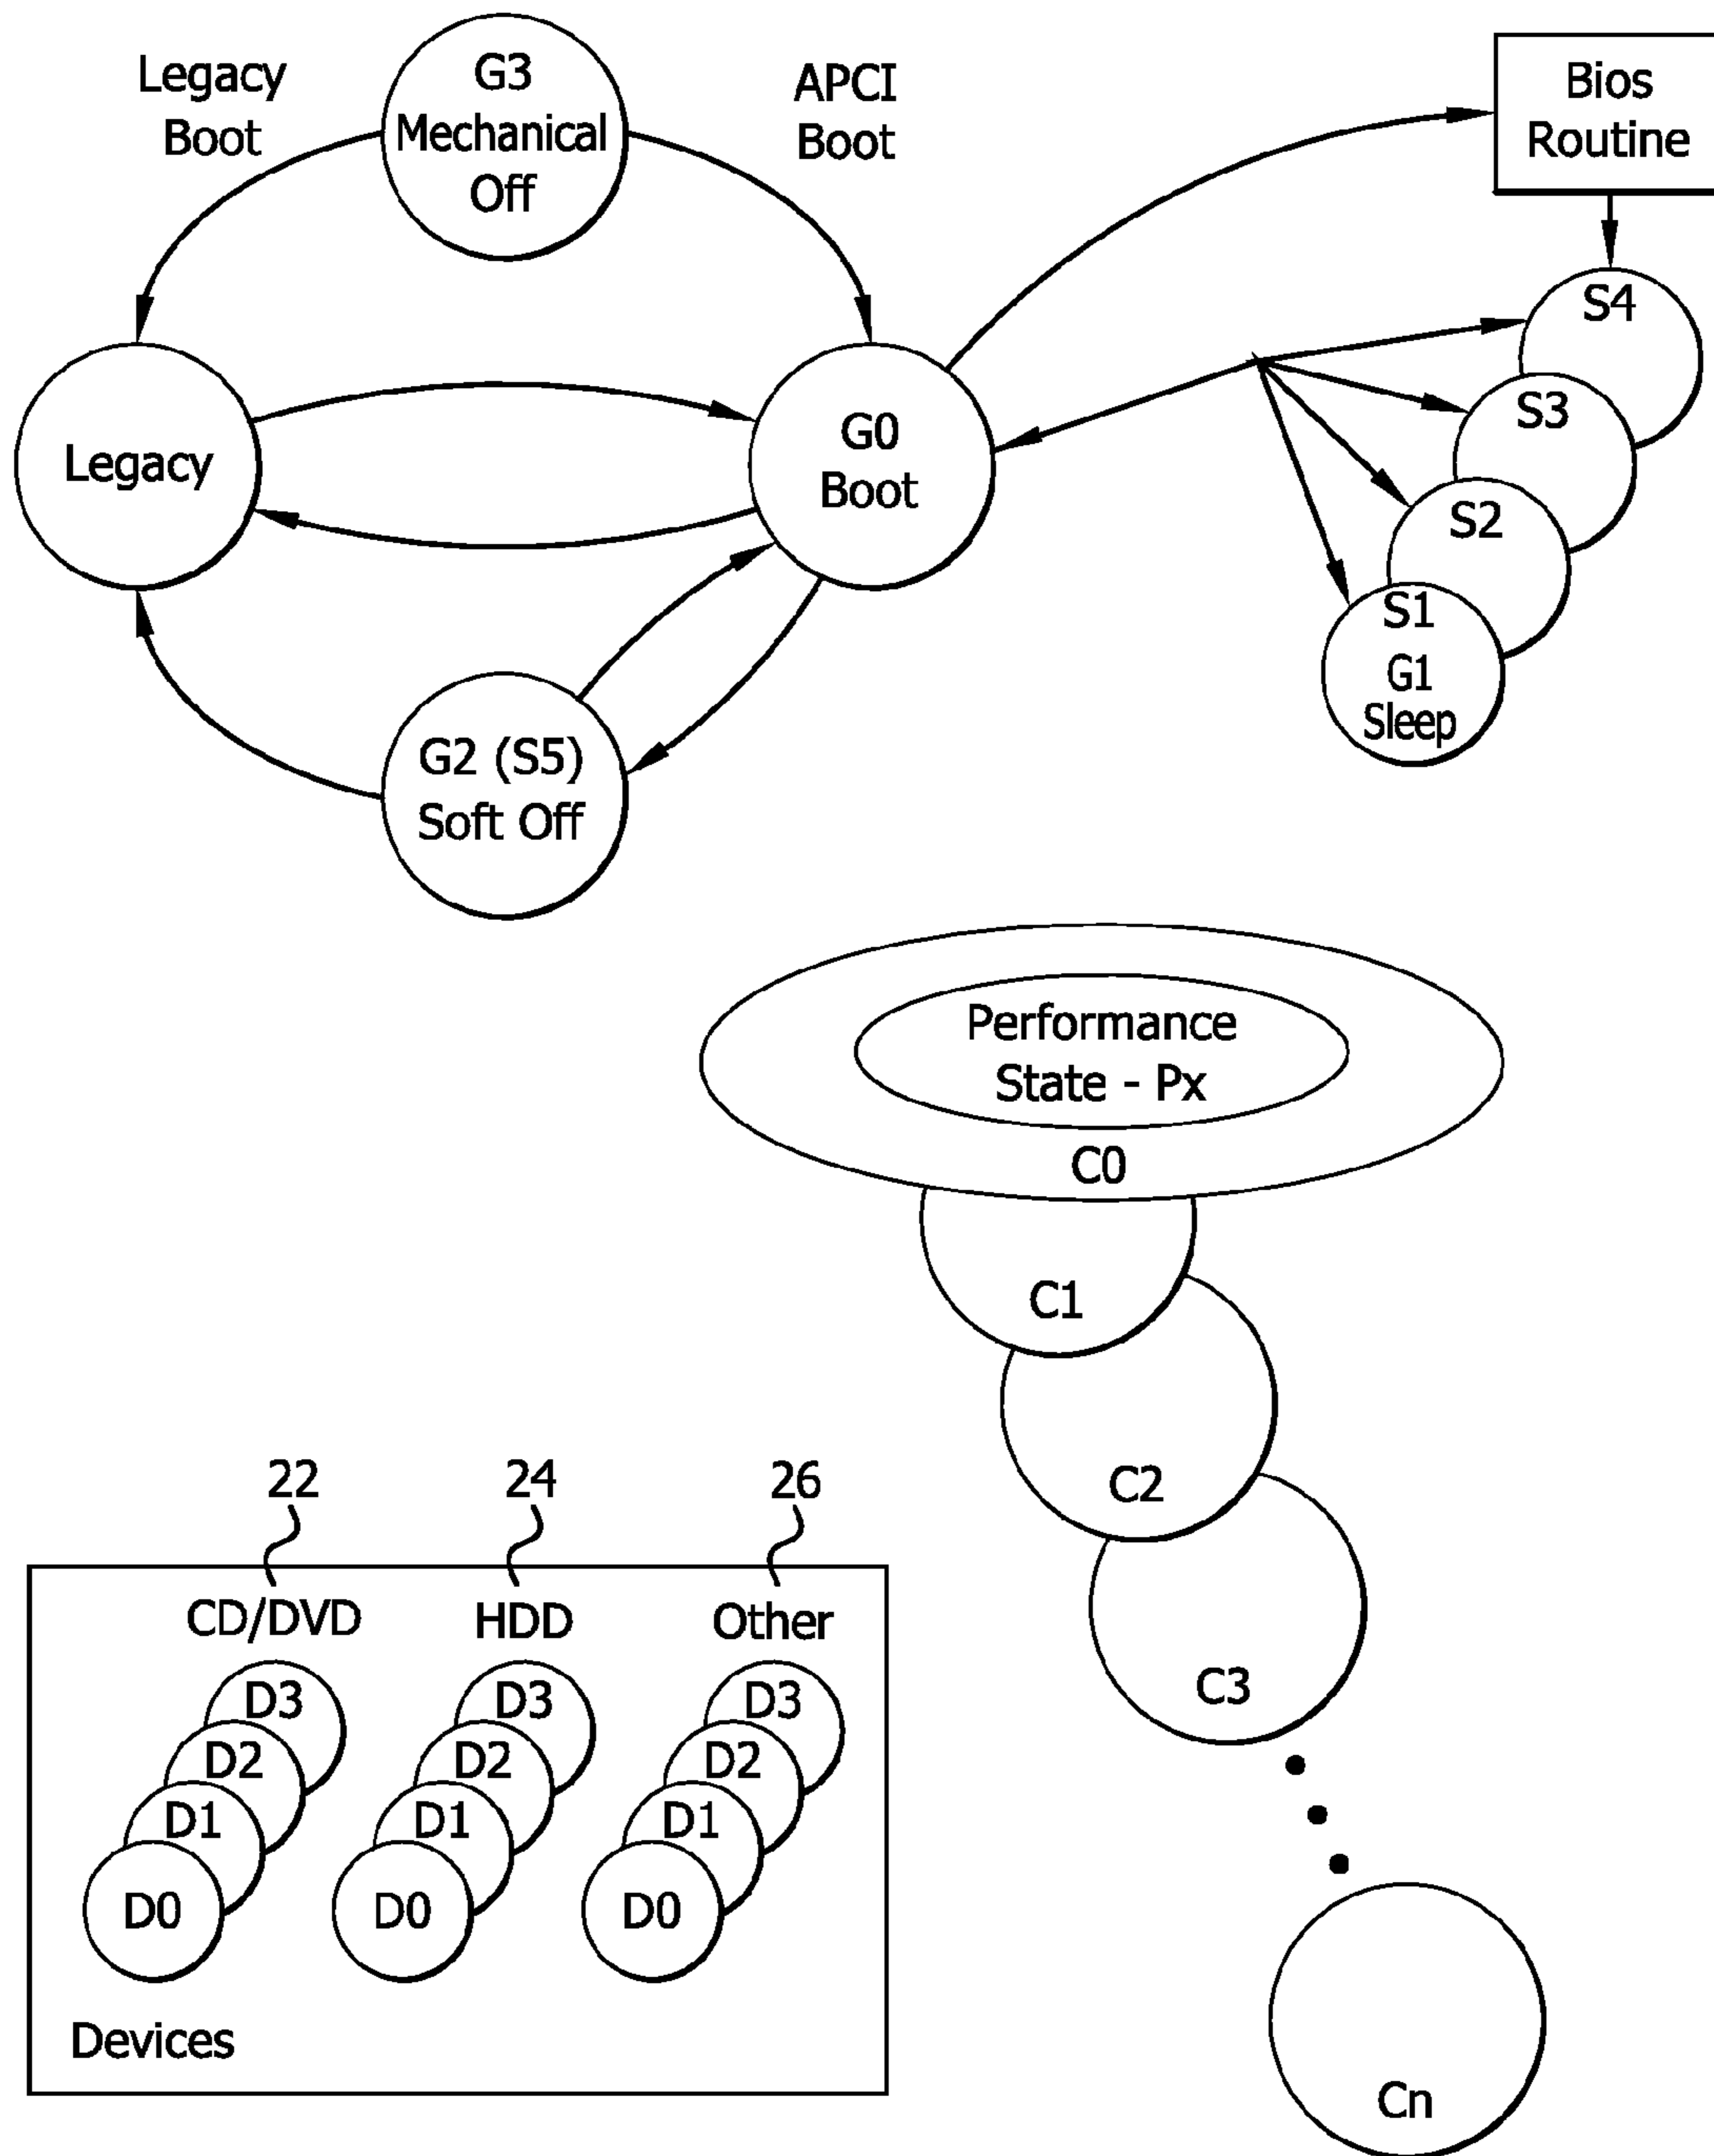 Legacy
Boot
G3
Mechanical
Off
APCI
Boot
Bios
Routine
S4
S3
S2
S1
G1
Sleep
Legacy
G0
Boot
G2 (S5)
Soft Off
Performance
State - Px
C0
C1
C2
C3
Cn
22
24
26
CD/DVD
HDD
Other
D3
D2
D1
D0
D3
D2
D1
D0
D3
D2
D1
D0
Devices